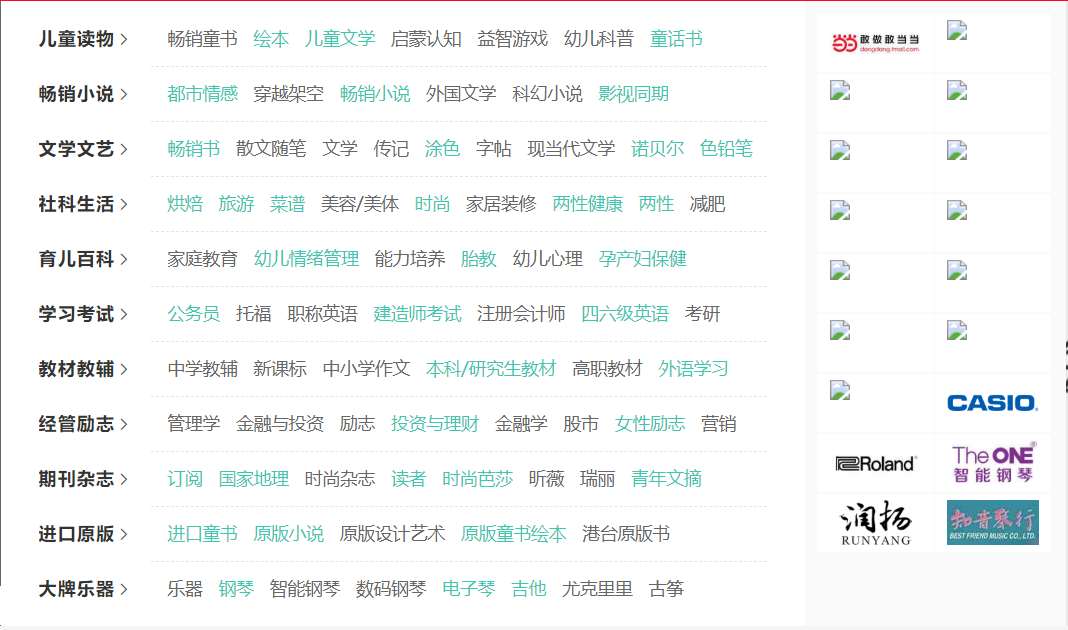 儿童读物 > 畅销童书 绘本 儿童文学 启蒙认知 益智游戏 幼儿科普 童话书
畅销小说 > 都市情感 穿越架空 畅销小说 外国文学 科幻小说 影视同期
文学文艺 > 畅销书 散文随笔 文学 传记 涂色 字帖 现当代文学 诺贝尔 色铅笔
社科生活 > 烘焙 旅游 菜谱 美容/美体 时尚 家居装修 两性健康 两性 减肥
育儿百科 > 家庭教育 幼儿情绪管理 能力培养 胎教 幼儿心理 孕产妇保健
学习考试 > 公务员 托福 职称英语 建造师考试 注册会计师 四六级英语 考研
教材教辅 > 中学教辅 新课标 中小学作文 本科/研究生教材 高职教材 外语学习
经管励志 > 管理学 金融与投资 励志 投资与理财 金融学 股市 女性励志 营销
期刊杂志 > 订阅 国家地理 时尚杂志 读者 时尚芭莎 昕薇 瑞丽 青年文摘
进口原版 > 进口童书 原版小说 原版设计艺术 原版童书绘本 港台原版书
大牌乐器 > 乐器 钢琴 智能钢琴 数码钢琴 电子琴 吉他 尤克里里 古筝
当当 敢做敢当当
dangdang.tmall.com
CASIO.
Roland®
The ONE®
智能钢琴
润扬
RUNYANG
知音琴行
BEST FRIEND MUSIC CO., LTD.